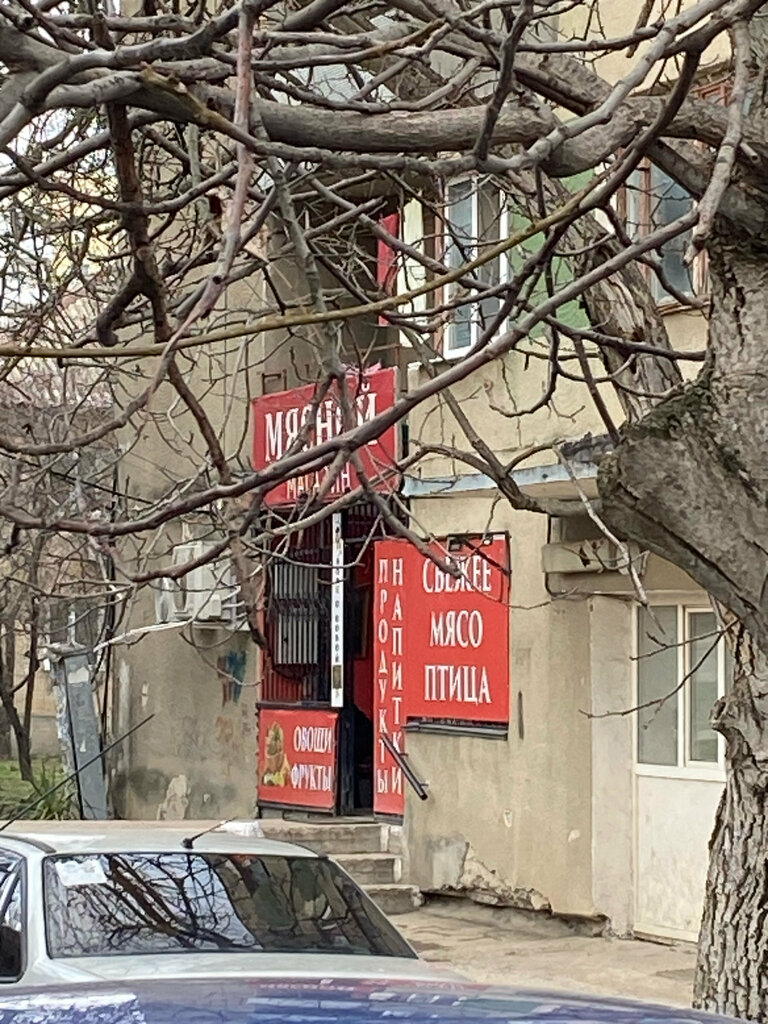 МЯСНОЙ
МАГАЗИН
СВЕЖЕЕ
МЯСО
ПТИЦА
ПРОДУКТЫ
НАПИТКИ
ОВОЩИ
ФРУКТЫ